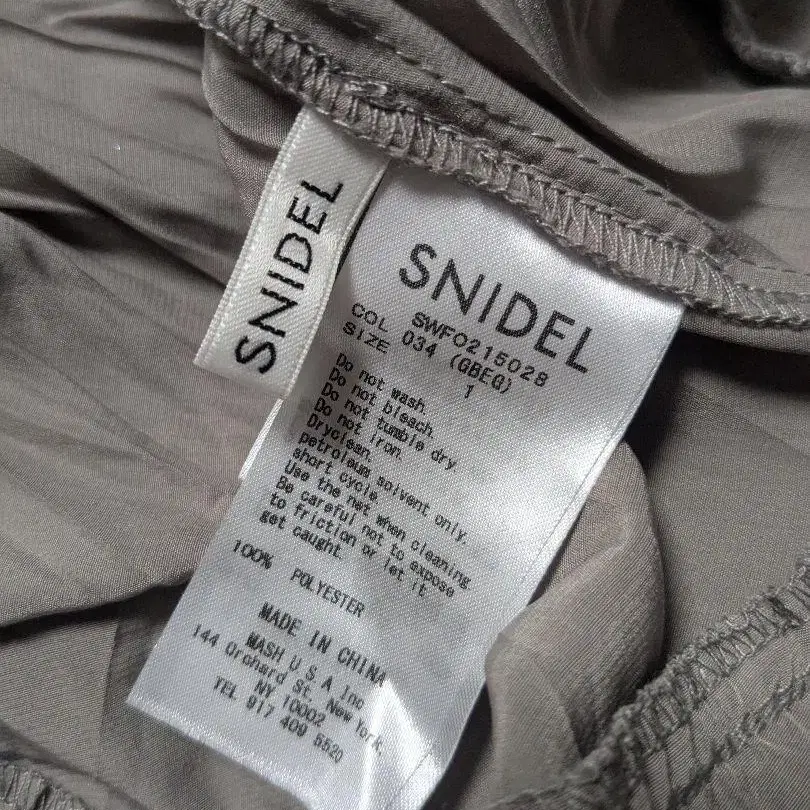 SNIDEL
SNIDEL
SWFO215028
COL 034 (GBEG)
SIZE 1
Do not wash.
Do not bleach.
Do not tumble dry
Do not iron.
Dryclean.
petroleum solvent only.
short cycle.
Use the net when cleaning
Be careful not to expose
to friction or let it
get caught.
100% POLYESTER
MADE IN CHINA
MASH U S A Inc
144 Orchard St. New York,
NY 10002
TEL 917 409 5520